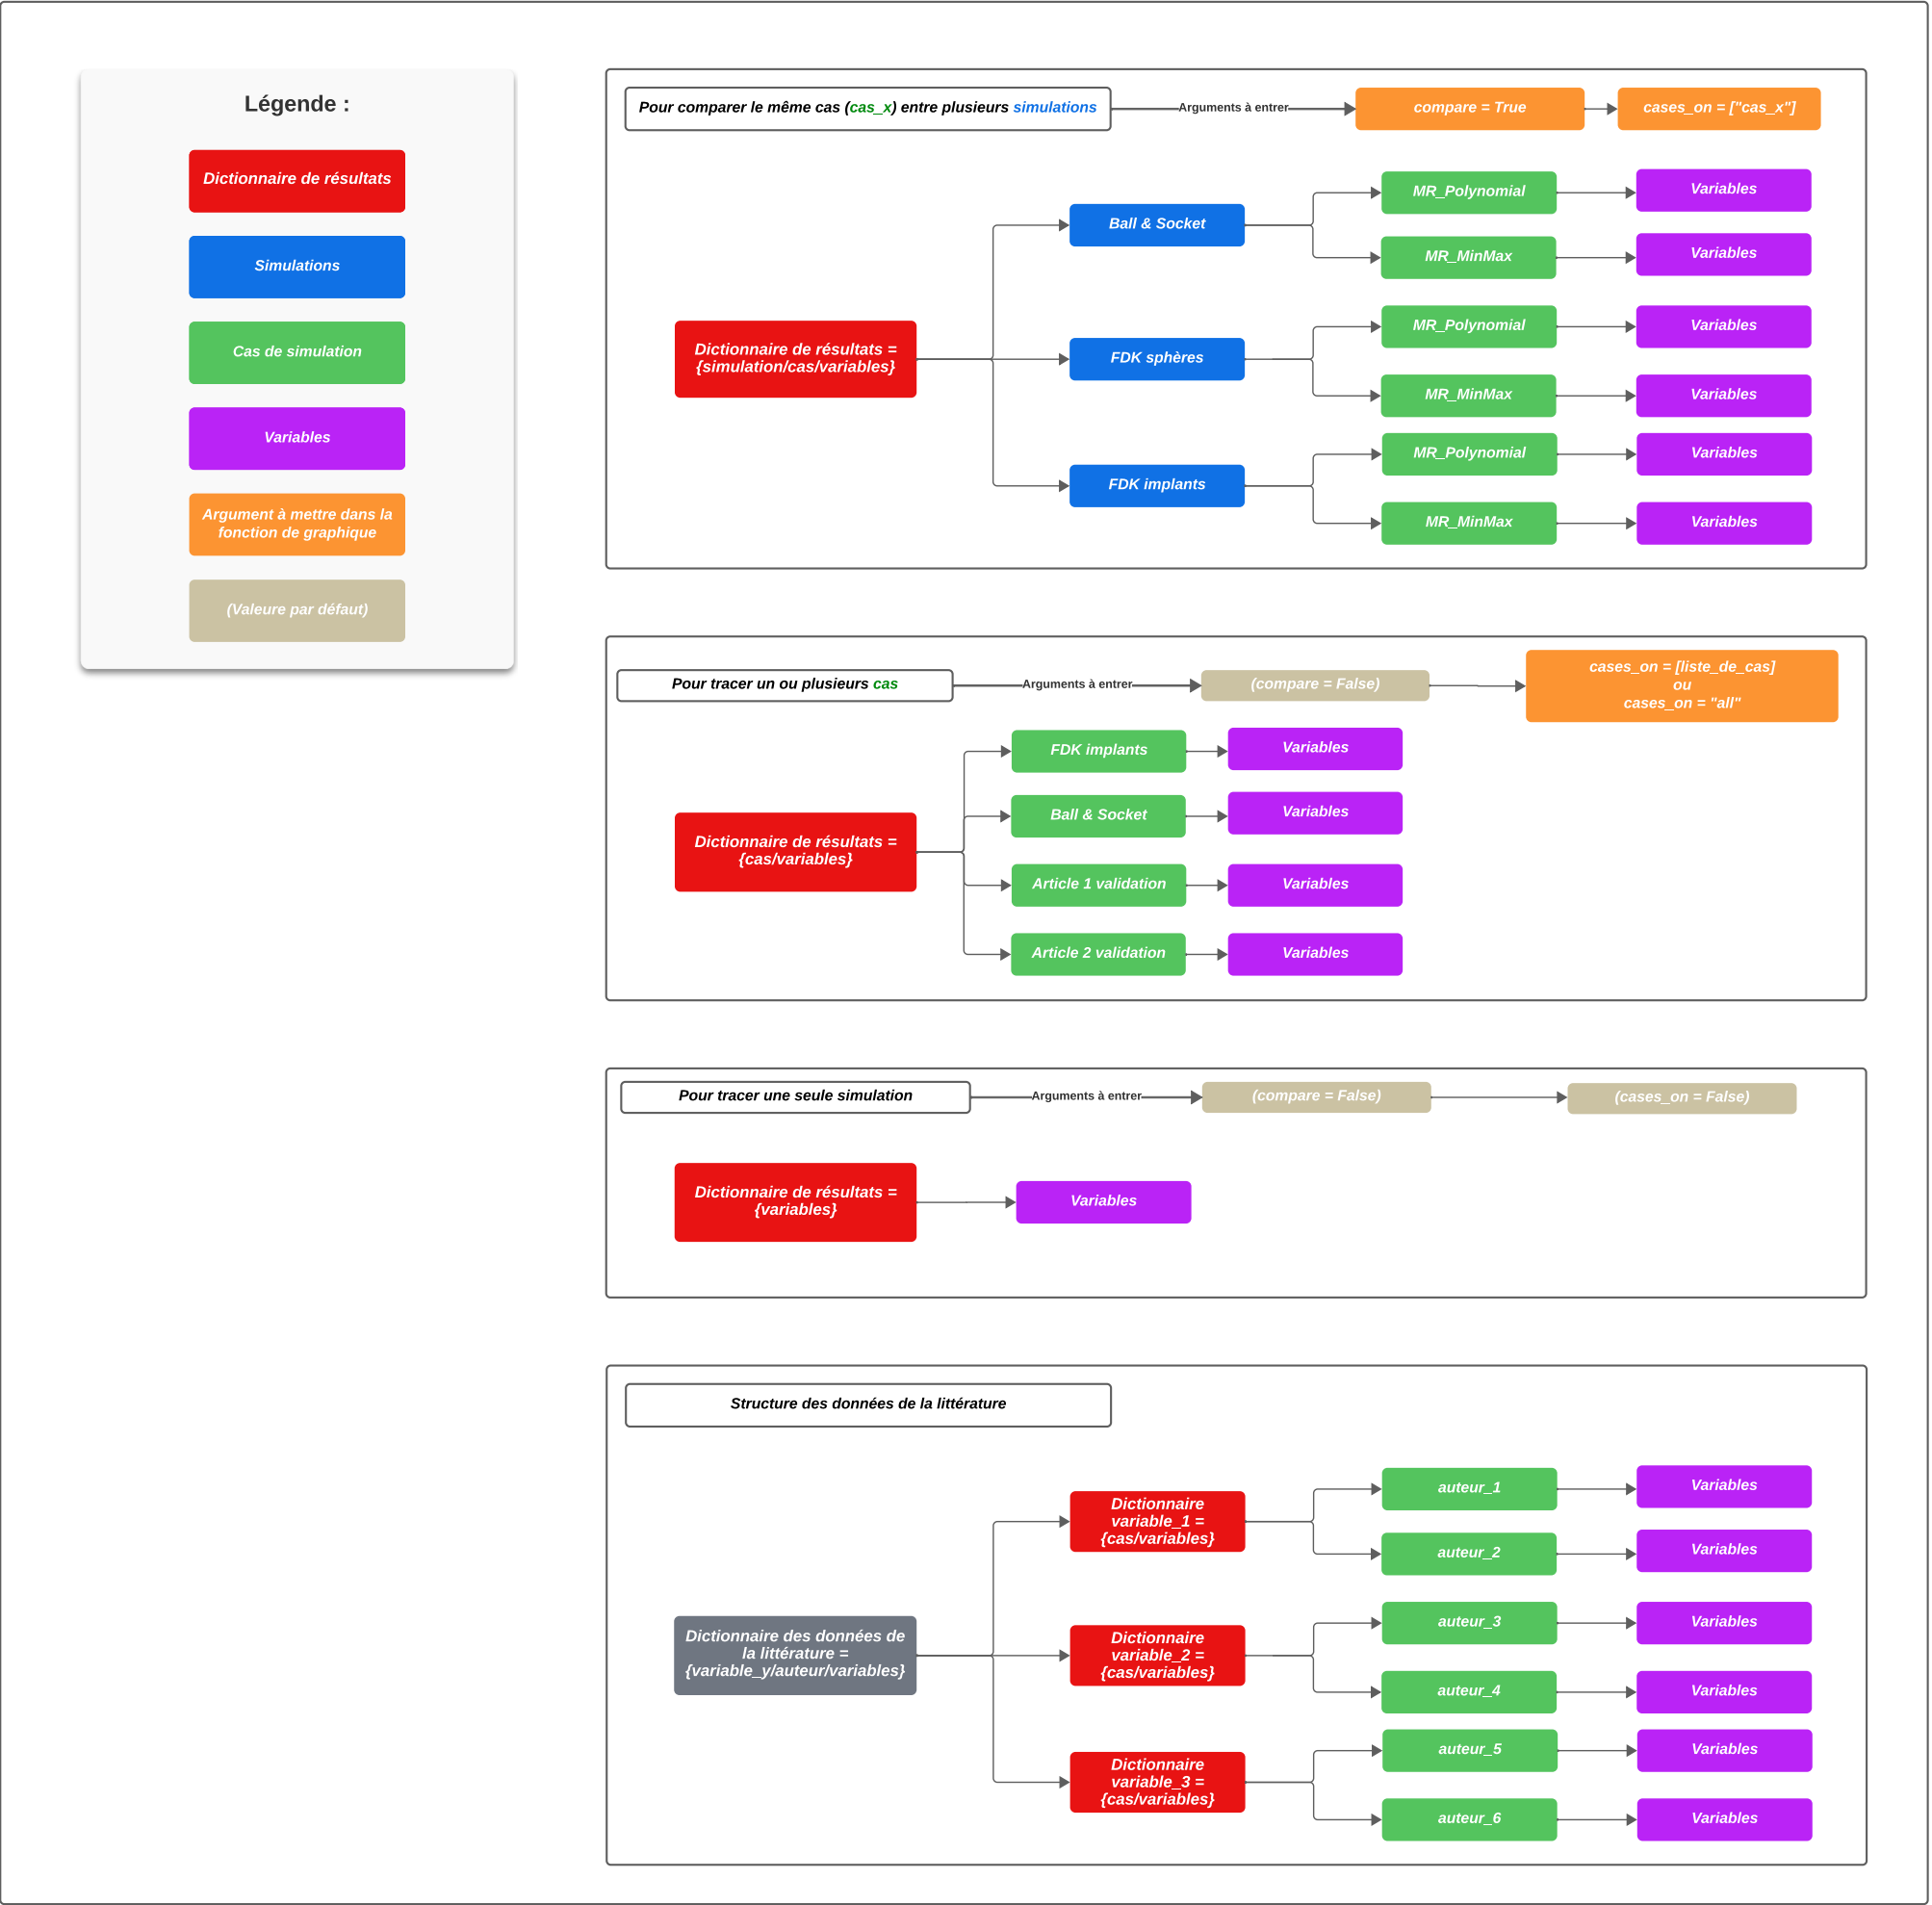 Légende :
Dictionnaire de résultats
Simulations
Cas de simulation
Variables
Argument à mettre dans la
fonction de graphique
(Valeure par défaut)
Pour comparer le même cas (cas_x) entre plusieurs simulations
Arguments à entrer
compare = True
cases_on = ["cas_x"]
Dictionnaire de résultats =
{simulation/cas/variables}
Ball & Socket
MR_Polynomial
Variables
MR_MinMax
Variables
FDK sphères
MR_Polynomial
Variables
MR_MinMax
Variables
FDK implants
MR_Polynomial
Variables
MR_MinMax
Variables
Pour tracer un ou plusieurs cas
Arguments à entrer
(compare = False)
cases_on = [liste_de_cas]
ou
cases_on = "all"
Dictionnaire de résultats =
{cas/variables}
FDK implants
Variables
Ball & Socket
Variables
Article 1 validation
Variables
Article 2 validation
Variables
Pour tracer une seule simulation
Arguments à entrer
(compare = False)
(cases_on = False)
Dictionnaire de résultats =
{variables}
Variables
Structure des données de la littérature
Dictionnaire des données de
la littérature =
{variable_y/auteur/variables}
Dictionnaire
variable_1 =
{cas/variables}
auteur_1
Variables
auteur_2
Variables
Dictionnaire
variable_2 =
{cas/variables}
auteur_3
Variables
auteur_4
Variables
Dictionnaire
variable_3 =
{cas/variables}
auteur_5
Variables
auteur_6
Variables